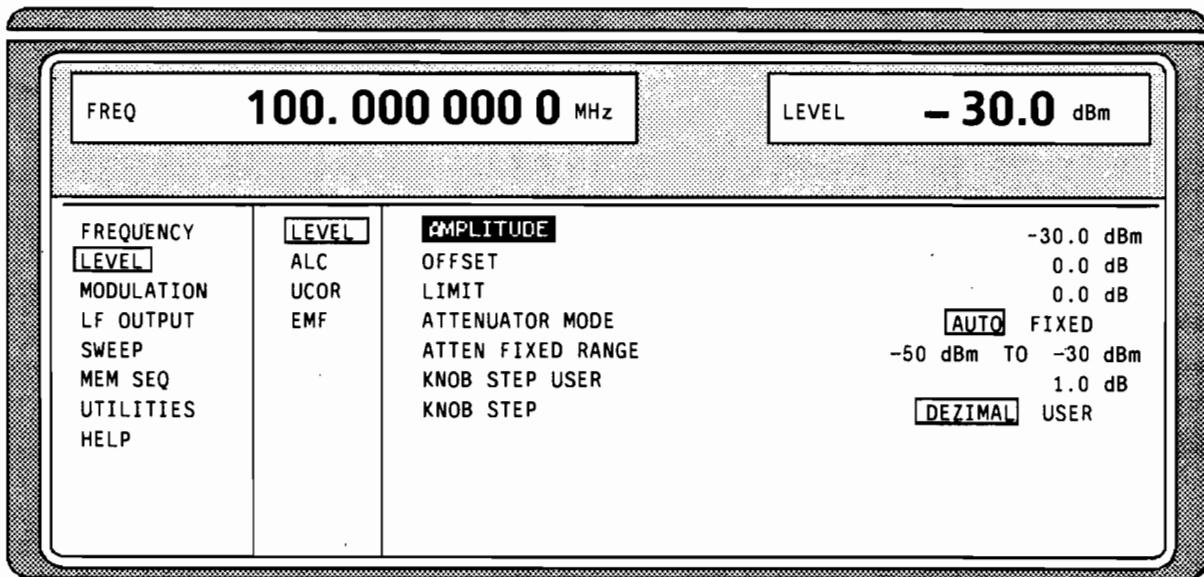 FREQ 100. 000 000 0 MHz LEVEL – 30.0 dBm
FREQUENCY LEVEL AMPLITUDE -30.0 dBm
LEVEL ALC OFFSET 0.0 dB
MODULATION UCOR LIMIT 0.0 dB
LF OUTPUT EMF ATTENUATOR MODE AUTO FIXED
SWEEP ATTEN FIXED RANGE -50 dBm TO -30 dBm
MEM SEQ KNOB STEP USER 1.0 dB
UTILITIES KNOB STEP DEZIMAL USER
HELP